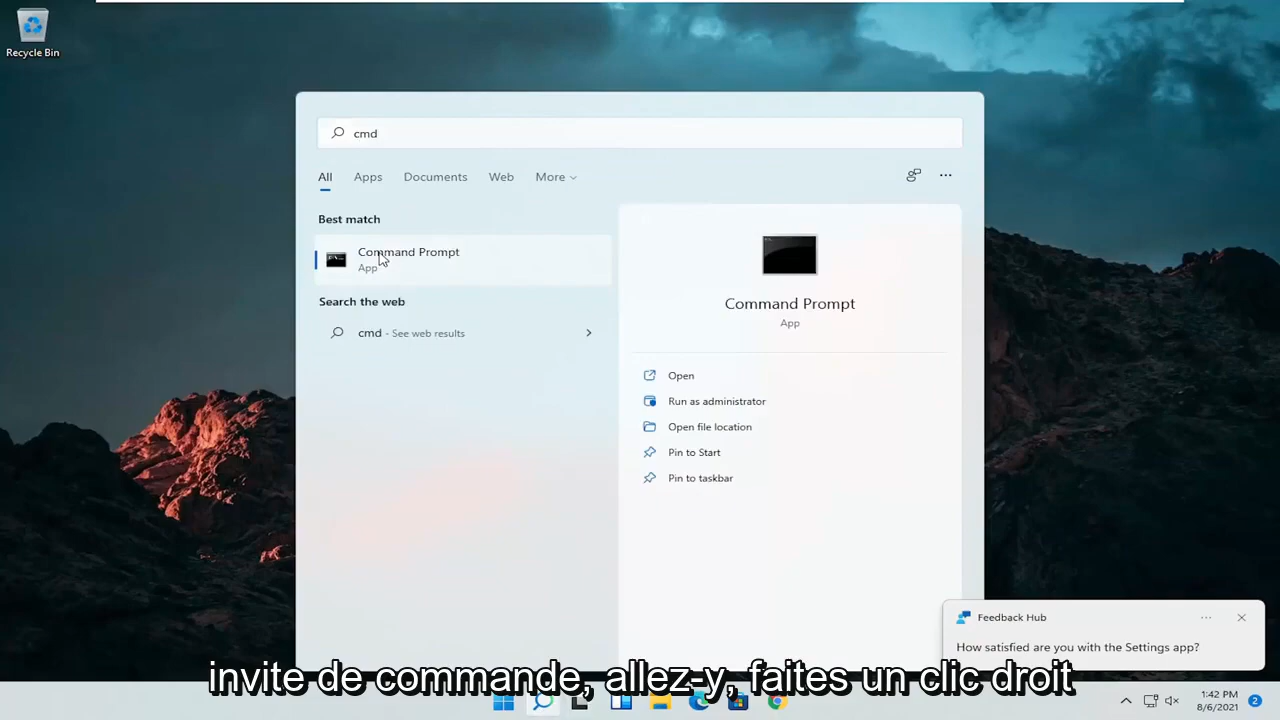 Recycle Bin
cmd
All Apps Documents Web More
Best match
Command Prompt
App
Search the web
cmd - See web results
Command Prompt
App
Open
Run as administrator
Open file location
Pin to Start
Pin to taskbar
Feedback Hub
How satisfied are you with the Settings app?
invite de commande, allez-y, faites un clic droit
1:42 PM
8/6/2021
2